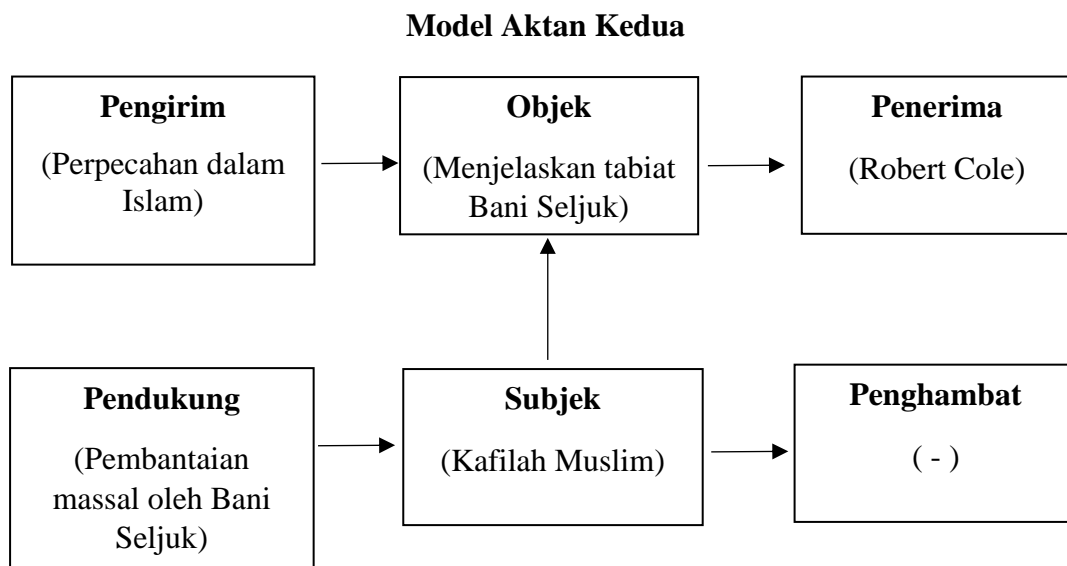 Model Aktan Kedua
Pengirim
(Perpecahan dalam
Islam)
Objek
(Menjelaskan tabiat
Bani Seljuk)
Penerima
(Robert Cole)
Pendukung
(Pembantaian
massal oleh Bani
Seljuk)
Subjek
(Kafilah Muslim)
Penghambat
( - )